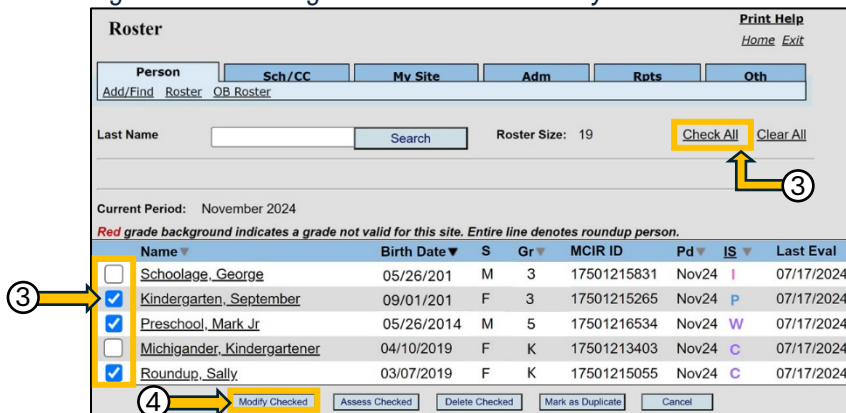 Roster
Print Help
Home Exit
Person Sch/CC My Site Adm Rpts Oth
Add/Find Roster OB Roster
Last Name Search Roster Size: 19 Check All Clear All
③
Current Period: November 2024
Red grade background indicates a grade not valid for this site. Entire line denotes roundup person.
Name Birth Date S Gr MCIR ID Pd IS Last Eval
Schoolage, George 05/26/201 M 3 17501215831 Nov24 I 07/17/2024
③ Kindergarten, September 09/01/201 F 3 17501215265 Nov24 P 07/17/2024
Preschool, Mark Jr 05/26/2014 M 5 17501216534 Nov24 W 07/17/2024
Michigander, Kindergartener 04/10/2019 F K 17501213403 Nov24 C 07/17/2024
Roundup, Sally 03/07/2019 F K 17501215055 Nov24 C 07/17/2024
④ Modify Checked Assess Checked Delete Checked Mark as Duplicate Cancel